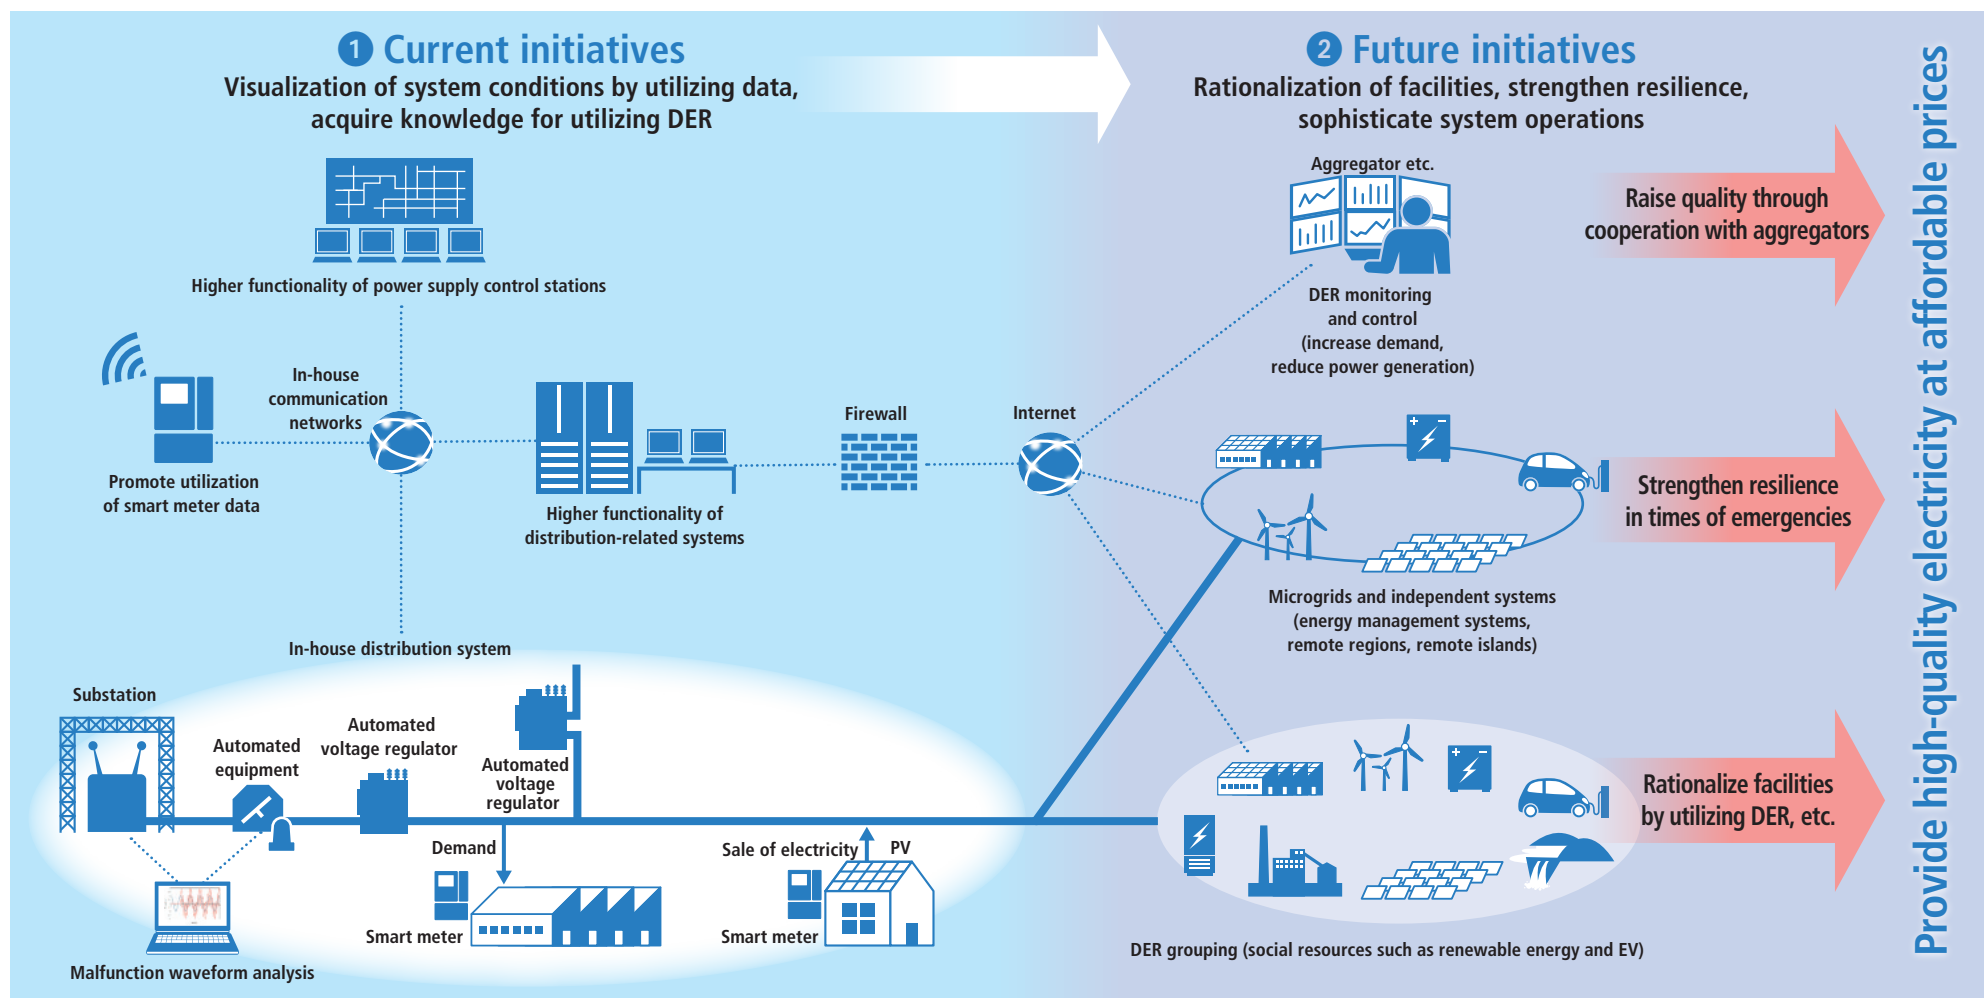 1 Current initiatives
Visualization of system conditions by utilizing data,
acquire knowledge for utilizing DER
Higher functionality of power supply control stations
In-house
communication
networks
Promote utilization
of smart meter data
Higher functionality of
distribution-related systems
Firewall
Internet
In-house distribution system
Substation
Automated
equipment
Automated
voltage regulator
Automated
voltage
regulator
Demand
Smart meter
Sale of electricity
PV
Smart meter
Malfunction waveform analysis
2 Future initiatives
Rationalization of facilities, strengthen resilience,
sophisticate system operations
Aggregator etc.
DER monitoring
and control
(increase demand,
reduce power generation)
Microgrids and independent systems
(energy management systems,
remote regions, remote islands)
DER grouping (social resources such as renewable energy and EV)
Raise quality through
cooperation with aggregators
Strengthen resilience
in times of emergencies
Rationalize facilities
by utilizing DER, etc.
Provide high-quality electricity at affordable prices